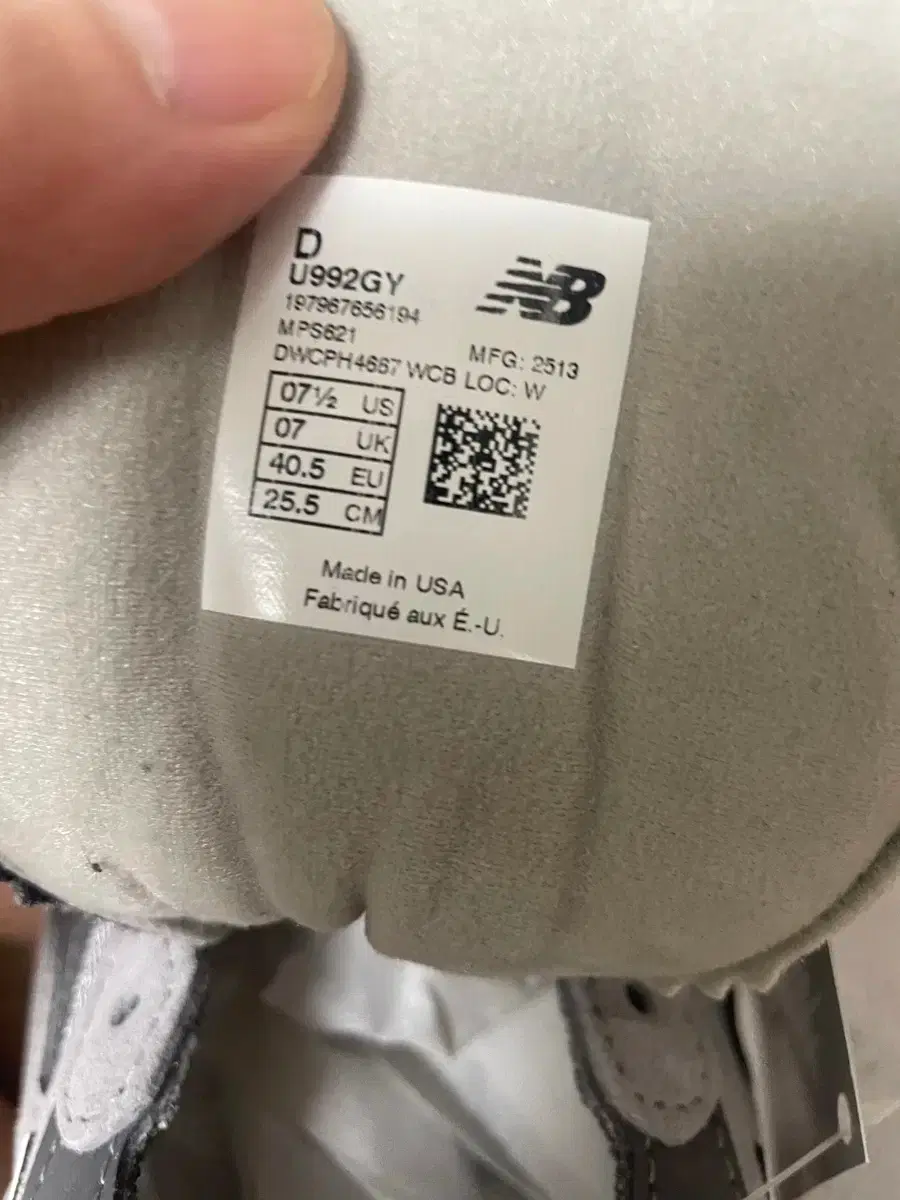 D
U992GY
NB
197967656194
MPS621
MFG: 2513
DWCPH4667 WCB LOC: W
07½ US
07 UK
40.5 EU
25.5 CM
Made in USA
Fabriqué aux É.-U.